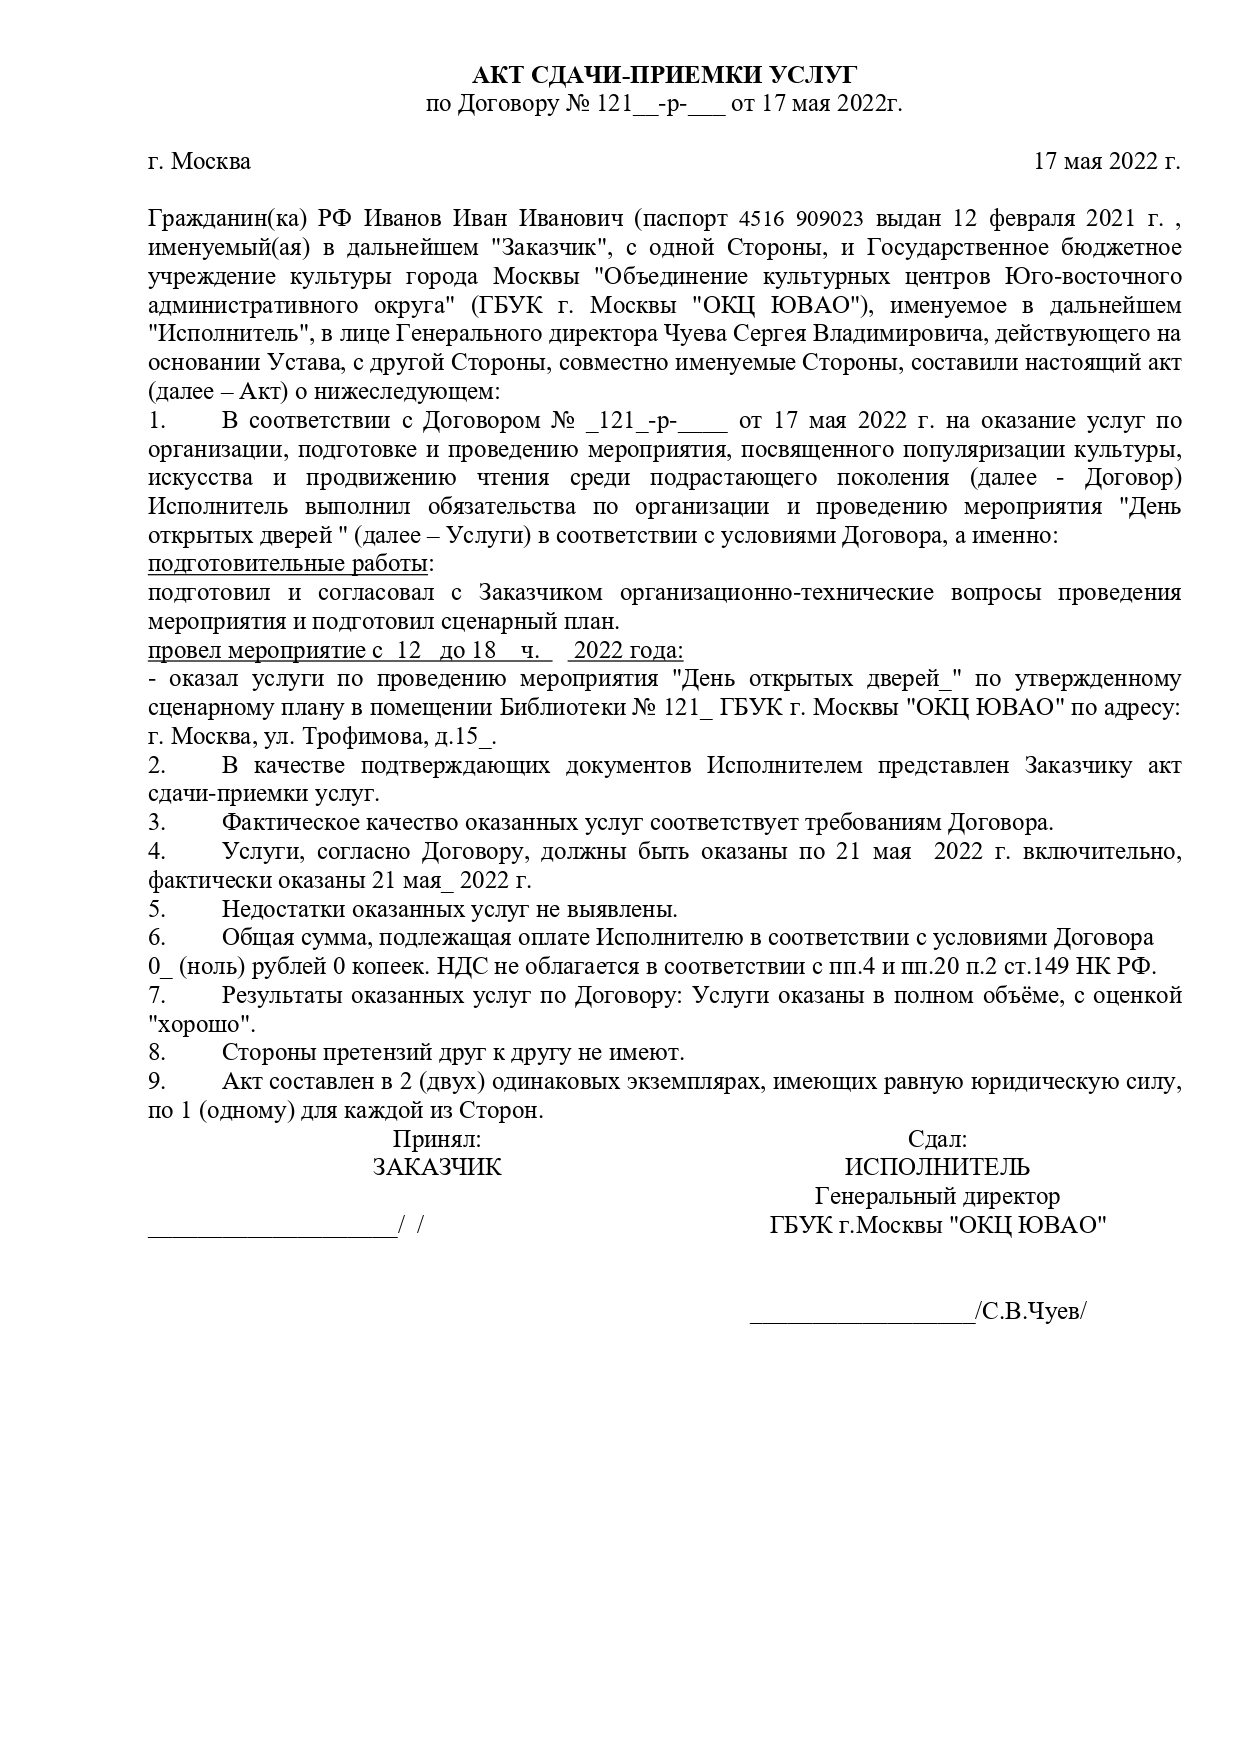 АКТ СДАЧИ-ПРИЕМКИ УСЛУГ
по Договору № 121__-р-___ от 17 мая 2022г.
г. Москва 17 мая 2022 г.
Гражданин(ка) РФ Иванов Иван Иванович (паспорт 4516 909023 выдан 12 февраля 2021 г. ,
именуемый(ая) в дальнейшем "Заказчик", с одной Стороны, и Государственное бюджетное
учреждение культуры города Москвы "Объединение культурных центров Юго-восточного
административного округа" (ГБУК г. Москвы "ОКЦ ЮВАО"), именуемое в дальнейшем
"Исполнитель", в лице Генерального директора Чуева Сергея Владимировича, действующего на
основании Устава, с другой Стороны, совместно именуемые Стороны, составили настоящий акт
(далее – Акт) о нижеследующем:
1. В соответствии с Договором № _121_-р-____ от 17 мая 2022 г. на оказание услуг по
организации, подготовке и проведению мероприятия, посвященного популяризации культуры,
искусства и продвижению чтения среди подрастающего поколения (далее - Договор)
Исполнитель выполнил обязательства по организации и проведению мероприятия "День
открытых дверей " (далее – Услуги) в соответствии с условиями Договора, а именно:
подготовительные работы:
подготовил и согласовал с Заказчиком организационно-технические вопросы проведения
мероприятия и подготовил сценарный план.
провел мероприятие с 12 до 18 ч. 2022 года:
- оказал услуги по проведению мероприятия "День открытых дверей_" по утвержденному
сценарному плану в помещении Библиотеки № 121_ ГБУК г. Москвы "ОКЦ ЮВАО" по адресу:
г. Москва, ул. Трофимова, д.15_.
2. В качестве подтверждающих документов Исполнителем представлен Заказчику акт
сдачи-приемки услуг.
3. Фактическое качество оказанных услуг соответствует требованиям Договора.
4. Услуги, согласно Договору, должны быть оказаны по 21 мая 2022 г. включительно,
фактически оказаны 21 мая_ 2022 г.
5. Недостатки оказанных услуг не выявлены.
6. Общая сумма, подлежащая оплате Исполнителю в соответствии с условиями Договора
0_ (ноль) рублей 0 копеек. НДС не облагается в соответствии с пп.4 и пп.20 п.2 ст.149 НК РФ.
7. Результаты оказанных услуг по Договору: Услуги оказаны в полном объёме, с оценкой
"хорошо".
8. Стороны претензий друг к другу не имеют.
9. Акт составлен в 2 (двух) одинаковых экземплярах, имеющих равную юридическую силу,
по 1 (одному) для каждой из Сторон.
Принял: Сдал:
ЗАКАЗЧИК ИСПОЛНИТЕЛЬ
Генеральный директор
____________________/ / ГБУК г.Москвы "ОКЦ ЮВАО"
__________________/С.В.Чуев/